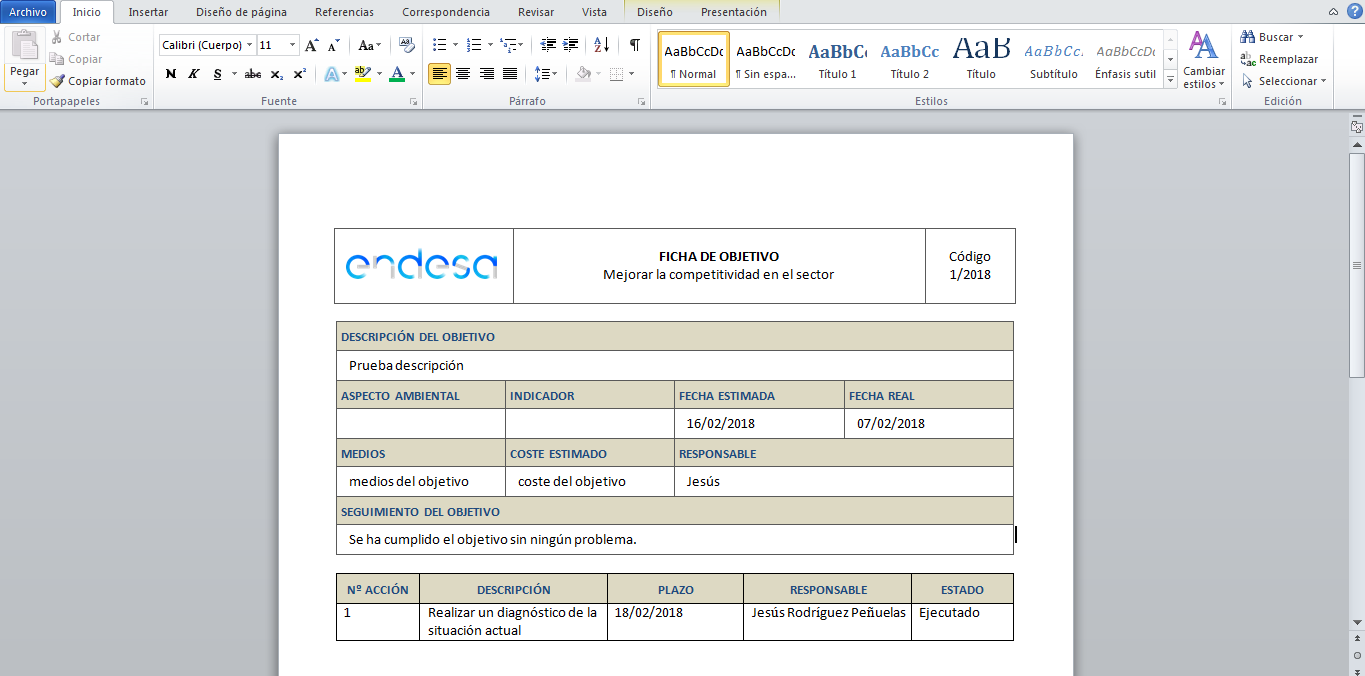 Archivo Inicio Insertar Diseño de página Referencias Correspondencia Revisar Vista Diseño Presentación
Pegar
Cortar
Copiar
Copiar formato
Portapapeles
Calibri (Cuerpo) 11 A A Aa
N K S abc x₂ x² A ab A
Fuente
A Z ¶
Párrafo
AaBbCcDc AaBbCcDc AaBbC AaBbCc AaB AaBbCc. AaBbCcDc
¶ Normal ¶ Sin espa... Título 1 Título 2 Título Subtítulo Énfasis sutil
Cambiar
estilos
Estilos
Buscar
Reemplazar
Seleccionar
Edición
endesa
FICHA DE OBJETIVO
Mejorar la competitividad en el sector
Código
1/2018
DESCRIPCIÓN DEL OBJETIVO
Prueba descripción
ASPECTO AMBIENTAL INDICADOR FECHA ESTIMADA FECHA REAL
16/02/2018 07/02/2018
MEDIOS COSTE ESTIMADO RESPONSABLE
medios del objetivo coste del objetivo Jesús
SEGUIMIENTO DEL OBJETIVO
Se ha cumplido el objetivo sin ningún problema.
Nº ACCIÓN DESCRIPCIÓN PLAZO RESPONSABLE ESTADO
1 Realizar un diagnóstico de la 18/02/2018 Jesús Rodríguez Peñuelas Ejecutado
situación actual